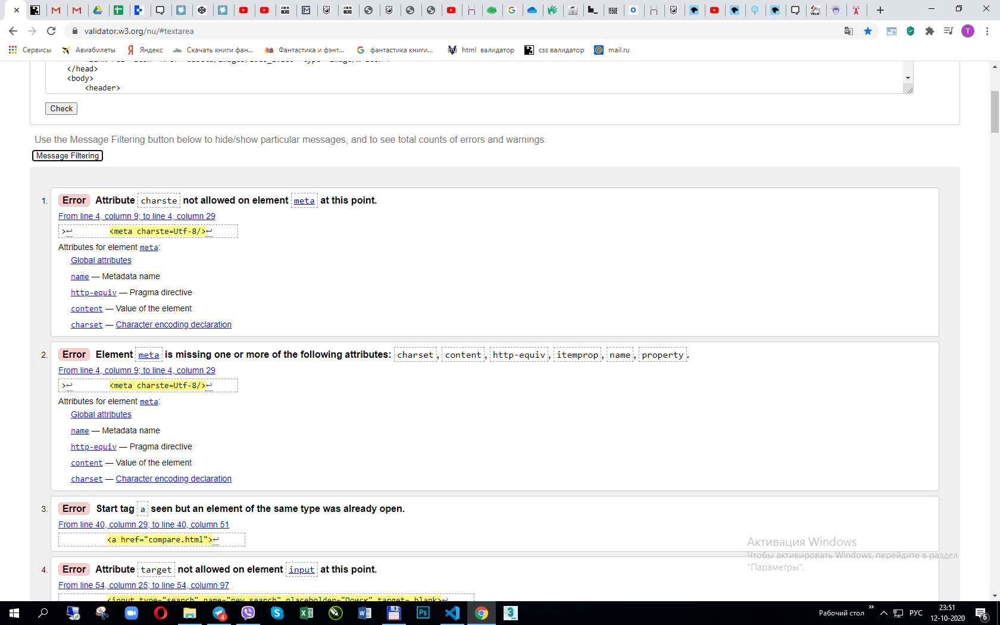 validator.w3.org/nu/#textarea
T
Сервисы
Авиабилеты
Яндекс
Скачать книги фан...
Фантастика и фэнт...
фантастика книги...
html валидатор
css валидатор
mail.ru
</head>
<body>
<header>
Check
Use the Message Filtering button below to hide/show particular messages, and to see total counts of errors and warnings.
Message Filtering
1. Error Attribute charste not allowed on element meta at this point.
From line 4, column 9; to line 4, column 29
>↩ <meta charste=Utf-8/>↩
Attributes for element meta:
Global attributes
name — Metadata name
http-equiv — Pragma directive
content — Value of the element
charset — Character encoding declaration
2. Error Element meta is missing one or more of the following attributes: charset, content, http-equiv, itemprop, name, property.
From line 4, column 9; to line 4, column 29
>↩ <meta charste=Utf-8/>↩
Attributes for element meta:
Global attributes
name — Metadata name
http-equiv — Pragma directive
content — Value of the element
charset — Character encoding declaration
3. Error Start tag a seen but an element of the same type was already open.
From line 40, column 29; to line 40, column 51
<a href="compare.html">↩
4. Error Attribute target not allowed on element input at this point.
From line 54, column 25; to line 54, column 97
<input type="search" name="new_search" placeholder="Поиск" target=_blank>↩
Активация Windows
Чтобы активировать Windows, перейдите в раздел
"Параметры".
Рабочий стол
РУС
23:51
12-10-2020
6